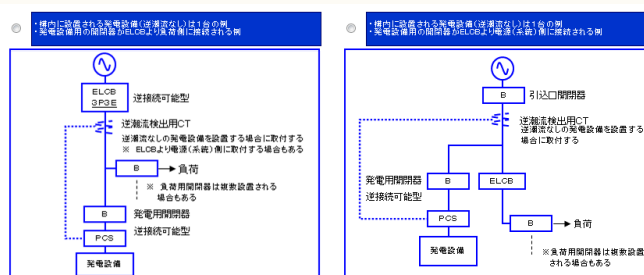 ・構内に設置される発電設備(逆潮流なし)は1台の例
・発電設備用の開閉器がELCBより負荷側に接続される例
ELCB
3P3E
逆接続可能型
逆潮流検出用CT
逆潮流なしの発電設備を設置する場合に取付する
※ ELCBより電源(系統)側に取付する場合もある
B
負荷
※ 負荷用開閉器は複数設置される
場合もある
B
発電用開閉器
逆接続可能型
PCS
発電設備
・構内に設置される発電設備(逆潮流なし)は1台の例
・発電設備用の開閉器がELCBより電源(系統)側に接続される例
B
引込口開閉器
逆潮流検出用CT
逆潮流なしの発電設備を設置する
場合に取付する
発電用開閉器
逆接続可能型
B
ELCB
PCS
B
負荷
発電設備
※負荷用開閉器は複数設置
される場合もある